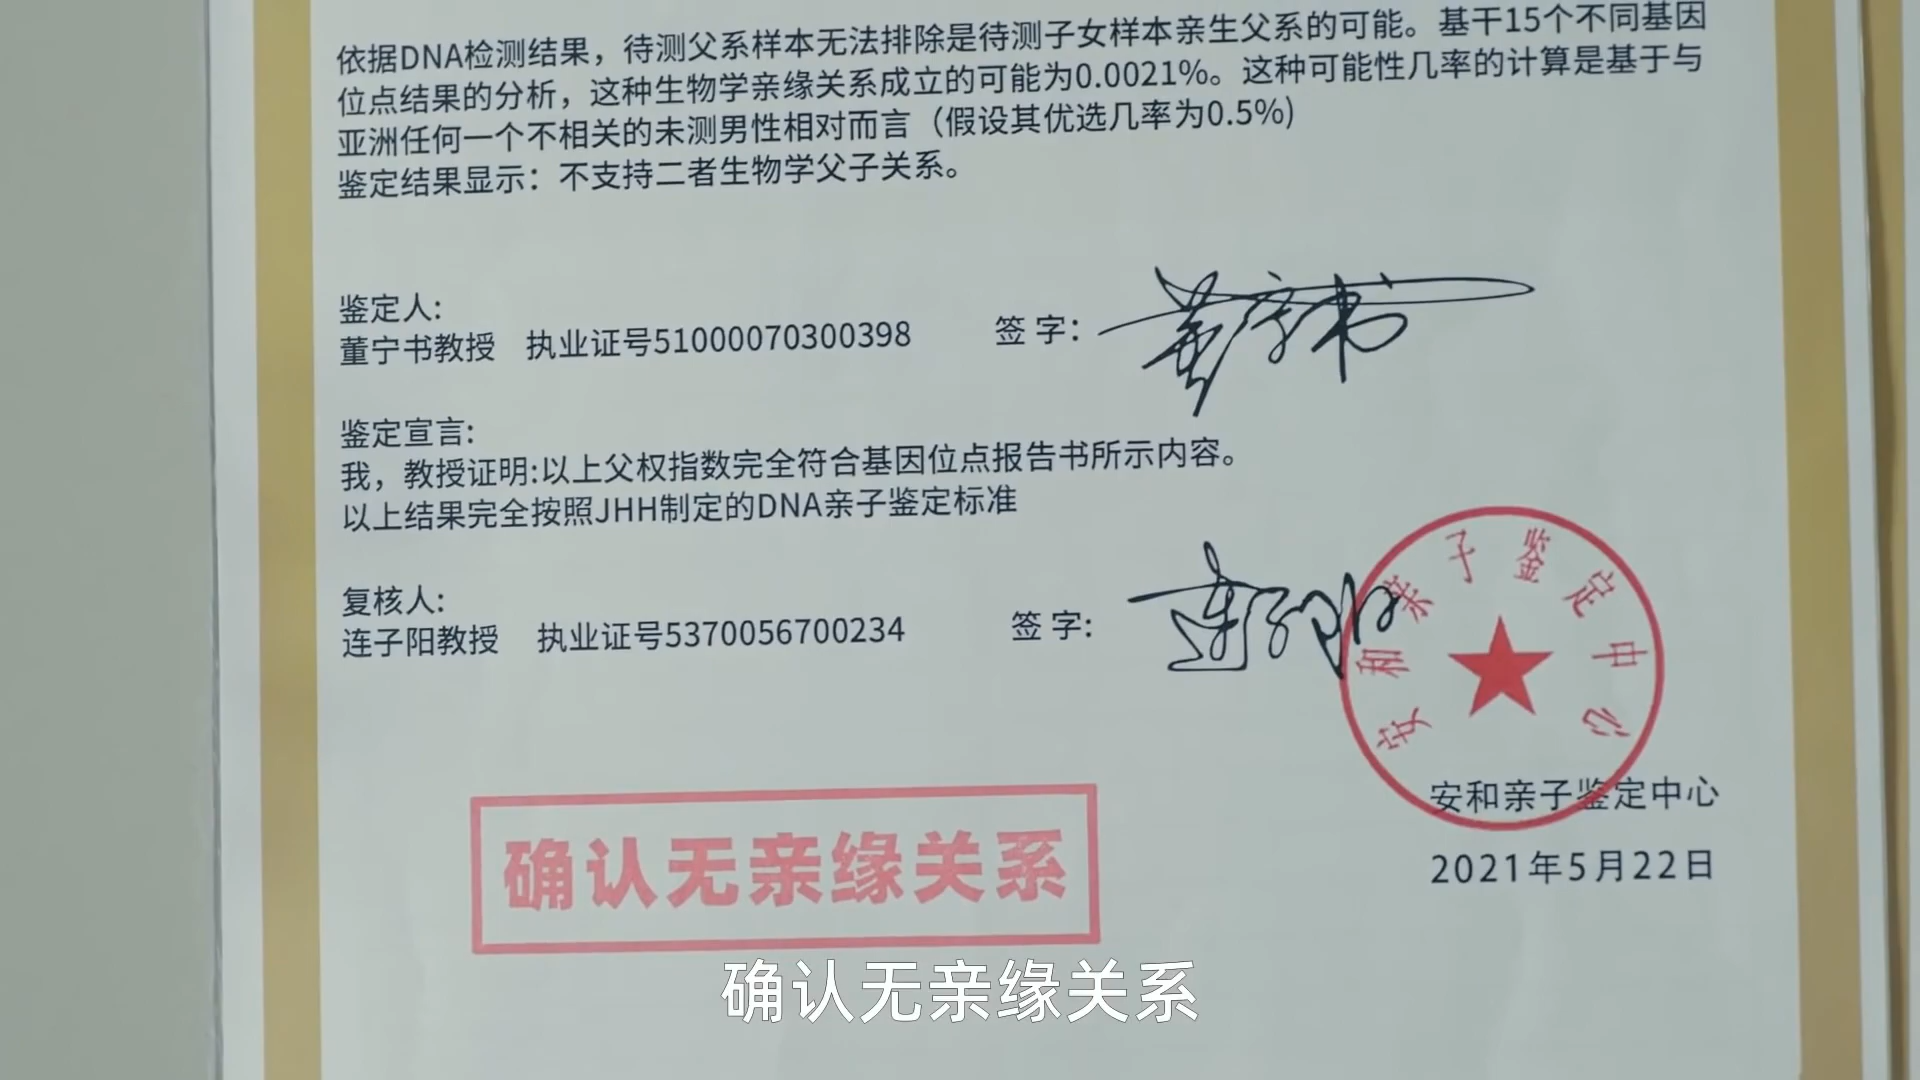 依据DNA检测结果，待测父系样本无法排除是待测子女样本亲生父系的可能。基干15个不同基因
位点结果的分析，这种生物学亲缘关系成立的可能为0.0021%。这种可能性几率的计算是基于与
亚洲任何一个不相关的未测男性相对而言（假设其优选几率为0.5%)
鉴定结果显示：不支持二者生物学父子关系。
鉴定人:
董宁书教授 执业证号51000070300398 签 字: 董宁书
鉴定宣言:
我，教授证明:以上父权指数完全符合基因位点报告书所示内容。
以上结果完全按照JHH制定的DNA亲子鉴定标准
复核人:
连子阳教授 执业证号5370056700234 签 字: 连子阳
安和亲子鉴定中心
安和亲子鉴定中心
2021年5月22日
确认无亲缘关系
确认无亲缘关系